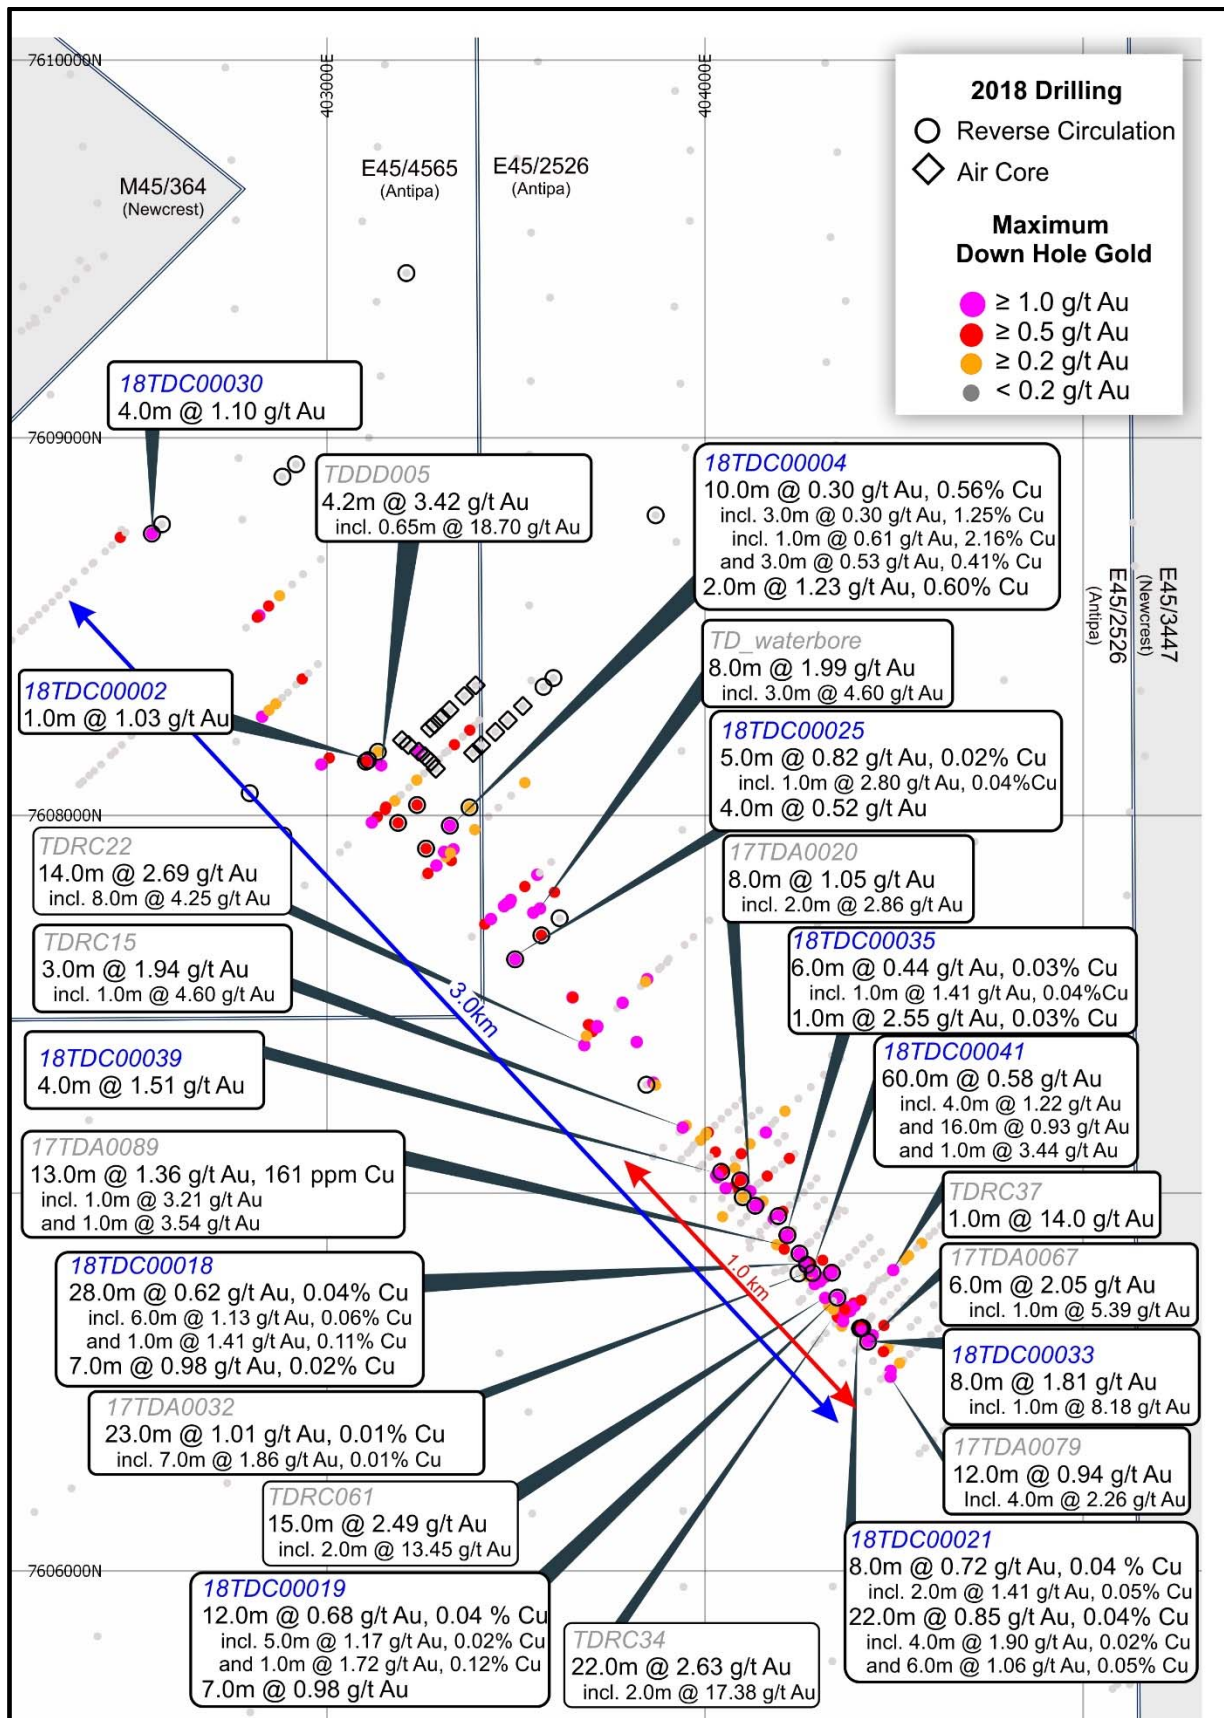 7610000N
403000E
404000E
2018 Drilling
Reverse Circulation
Air Core
Maximum
Down Hole Gold
≥ 1.0 g/t Au
≥ 0.5 g/t Au
≥ 0.2 g/t Au
< 0.2 g/t Au
M45/364
(Newcrest)
E45/4565
(Antipa)
E45/2526
(Antipa)
18TDC00030
4.0m @ 1.10 g/t Au
7609000N
TDDD005
4.2m @ 3.42 g/t Au
incl. 0.65m @ 18.70 g/t Au
18TDC00004
10.0m @ 0.30 g/t Au, 0.56% Cu
incl. 3.0m @ 0.30 g/t Au, 1.25% Cu
incl. 1.0m @ 0.61 g/t Au, 2.16% Cu
and 3.0m @ 0.53 g/t Au, 0.41% Cu
2.0m @ 1.23 g/t Au, 0.60% Cu
E45/2526
(Antipa)
E45/3447
(Newcrest)
TD_waterbore
8.0m @ 1.99 g/t Au
incl. 3.0m @ 4.60 g/t Au
18TDC00002
1.0m @ 1.03 g/t Au
18TDC00025
5.0m @ 0.82 g/t Au, 0.02% Cu
incl. 1.0m @ 2.80 g/t Au, 0.04%Cu
4.0m @ 0.52 g/t Au
7608000N
TDRC22
14.0m @ 2.69 g/t Au
incl. 8.0m @ 4.25 g/t Au
17TDA0020
8.0m @ 1.05 g/t Au
incl. 2.0m @ 2.86 g/t Au
TDRC15
3.0m @ 1.94 g/t Au
incl. 1.0m @ 4.60 g/t Au
18TDC00035
6.0m @ 0.44 g/t Au, 0.03% Cu
incl. 1.0m @ 1.41 g/t Au, 0.04%Cu
1.0m @ 2.55 g/t Au, 0.03% Cu
3.0km
18TDC00039
4.0m @ 1.51 g/t Au
18TDC00041
60.0m @ 0.58 g/t Au
incl. 4.0m @ 1.22 g/t Au
and 16.0m @ 0.93 g/t Au
and 1.0m @ 3.44 g/t Au
17TDA0089
13.0m @ 1.36 g/t Au, 161 ppm Cu
incl. 1.0m @ 3.21 g/t Au
and 1.0m @ 3.54 g/t Au
TDRC37
1.0m @ 14.0 g/t Au
1.0 km
18TDC00018
28.0m @ 0.62 g/t Au, 0.04% Cu
incl. 6.0m @ 1.13 g/t Au, 0.06% Cu
and 1.0m @ 1.41 g/t Au, 0.11% Cu
7.0m @ 0.98 g/t Au, 0.02% Cu
17TDA0067
6.0m @ 2.05 g/t Au
incl. 1.0m @ 5.39 g/t Au
18TDC00033
8.0m @ 1.81 g/t Au
incl. 1.0m @ 8.18 g/t Au
17TDA0032
23.0m @ 1.01 g/t Au, 0.01% Cu
incl. 7.0m @ 1.86 g/t Au, 0.01% Cu
17TDA0079
12.0m @ 0.94 g/t Au
Incl. 4.0m @ 2.26 g/t Au
TDRC061
15.0m @ 2.49 g/t Au
incl. 2.0m @ 13.45 g/t Au
18TDC00021
8.0m @ 0.72 g/t Au, 0.04 % Cu
incl. 2.0m @ 1.41 g/t Au, 0.05% Cu
22.0m @ 0.85 g/t Au, 0.04% Cu
incl. 4.0m @ 1.90 g/t Au, 0.02% Cu
and 6.0m @ 1.06 g/t Au, 0.05% Cu
7606000N
18TDC00019
12.0m @ 0.68 g/t Au, 0.04 % Cu
incl. 5.0m @ 1.17 g/t Au, 0.02% Cu
and 1.0m @ 1.72 g/t Au, 0.12% Cu
7.0m @ 0.98 g/t Au
TDRC34
22.0m @ 2.63 g/t Au
incl. 2.0m @ 17.38 g/t Au